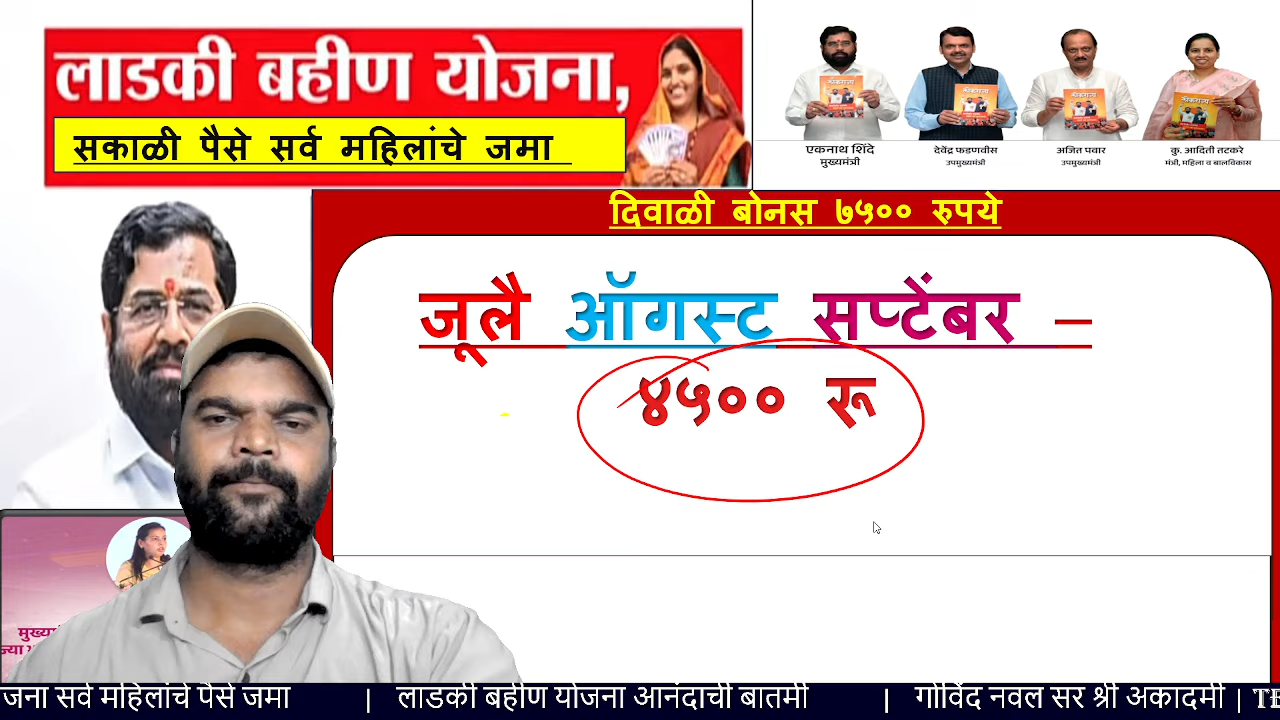 लाडकी बहीण योजना,
सकाळी पैसे सर्व महिलांचे जमा
एकनाथ शिंदे
मुख्यमंत्री
देवेंद्र फडणवीस
उपमुख्यमंत्री
अजित पवार
उपमुख्यमंत्री
कु. आदिती तटकरे
मंत्री, महिला व बालविकास
दिवाळी बोनस ७५०० रुपये
जूलै ऑगस्ट सप्टेंबर –
४५०० रू
जना सर्व महिलांचे पैसे जमा | लाडकी बहीण योजना आनंदाची बातमी | गोविंद नवल सर श्री अकादमी |